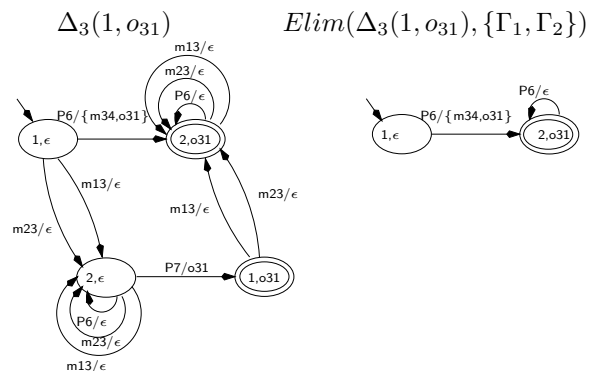 Δ₃(1, o₃₁)
Elim(Δ₃(1, o₃₁), {Γ₁, Γ₂})
m13/ϵ
m23/ϵ
P6/ϵ
P6/{m34,o31}
1,ϵ
2,o31
m13/ϵ
m23/ϵ
m13/ϵ
m23/ϵ
2,ϵ
P7/o31
1,o31
P6/ϵ
m23/ϵ
m13/ϵ
P6/ϵ
P6/{m34,o31}
1,ϵ
2,o31